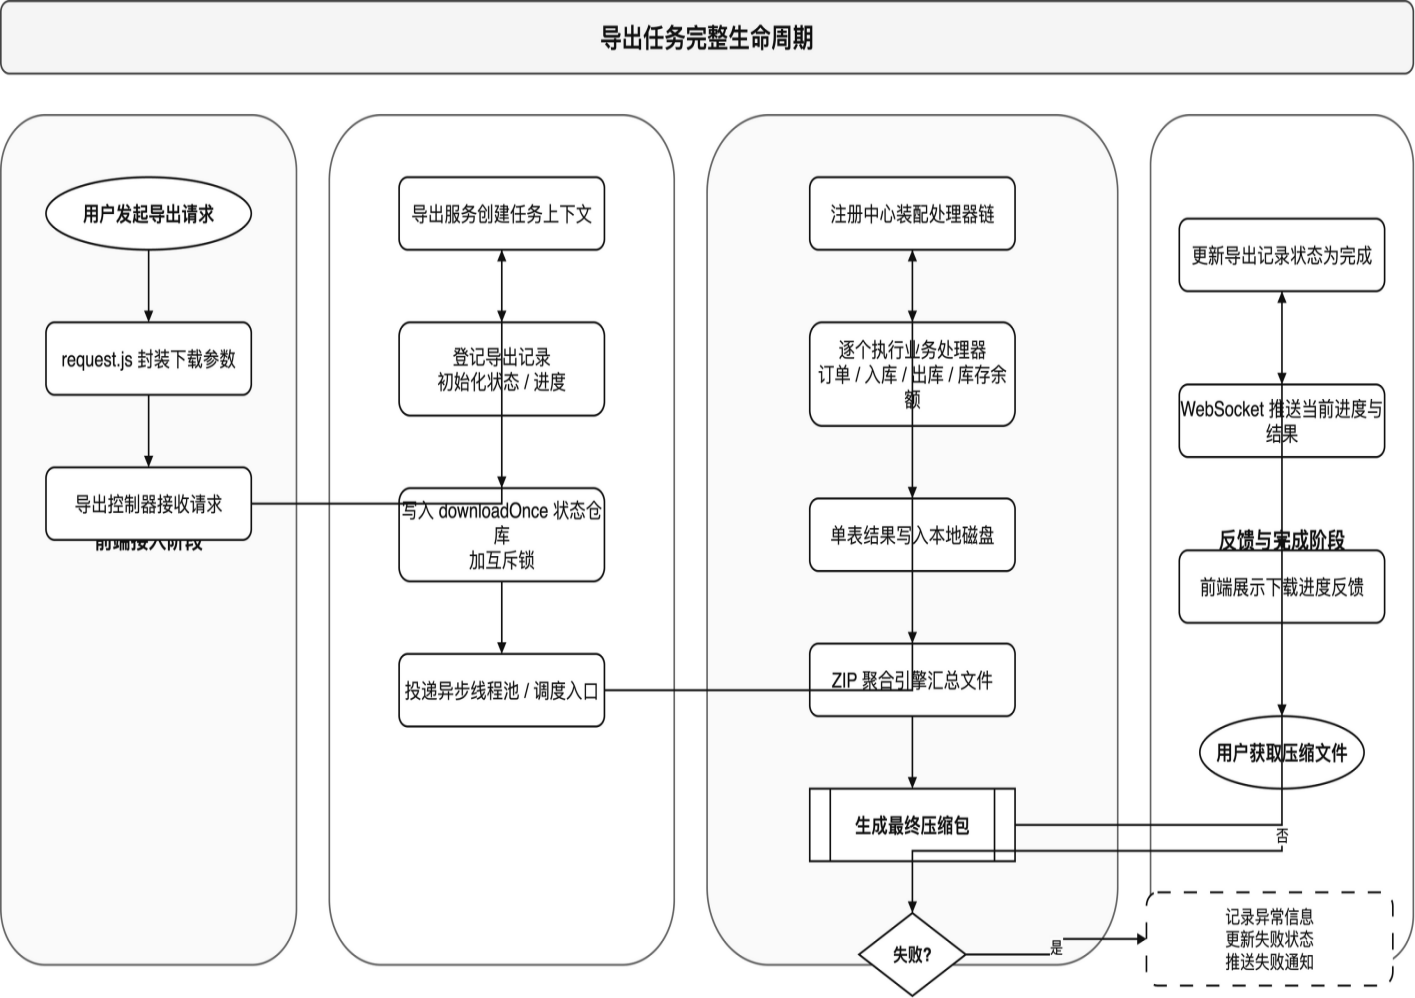 导出任务完整生命周期
用户发起导出请求
request.js 封装下载参数
导出控制器接收请求
前端接入阶段
导出服务创建任务上下文
登记导出记录
初始化状态 / 进度
写入 downloadOnce 状态仓
库
加互斥锁
投递异步线程池 / 调度入口
注册中心装配处理器链
逐个执行业务处理器
订单 / 入库 / 出库 / 库存余
额
单表结果写入本地磁盘
ZIP 聚合引擎汇总文件
生成最终压缩包
失败?
是
更新导出记录状态为完成
WebSocket 推送当前进度与
结果
反馈与完成阶段
前端展示下载进度反馈
用户获取压缩文件
否
记录异常信息
更新失败状态
推送失败通知